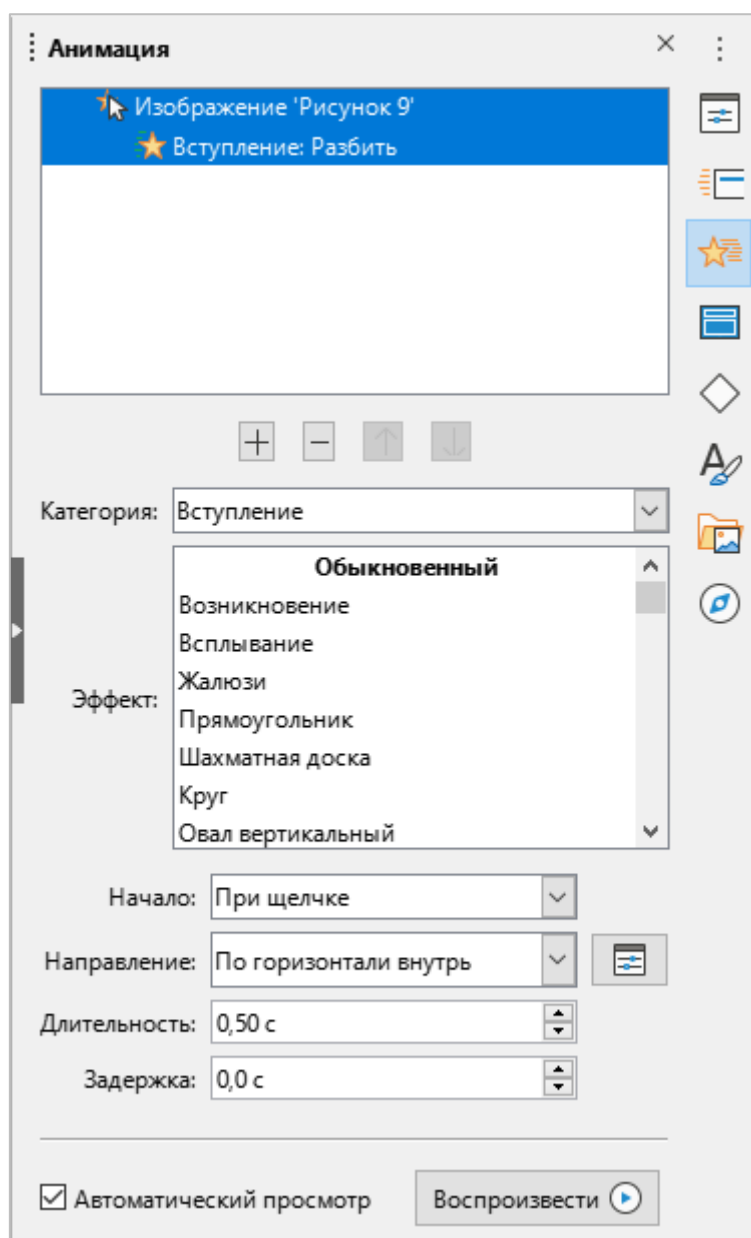 Анимация
Изображение 'Рисунок 9'
Вступление: Разбить
Категория: Вступление
Обыкновенный
Возникновение
Всплывание
Жалюзи
Эффект:
Прямоугольник
Шахматная доска
Круг
Овал вертикальный
Начало: При щелчке
Направление: По горизонтали внутрь
Длительность: 0,50 с
Задержка: 0,0 с
Автоматический просмотр Воспроизвести